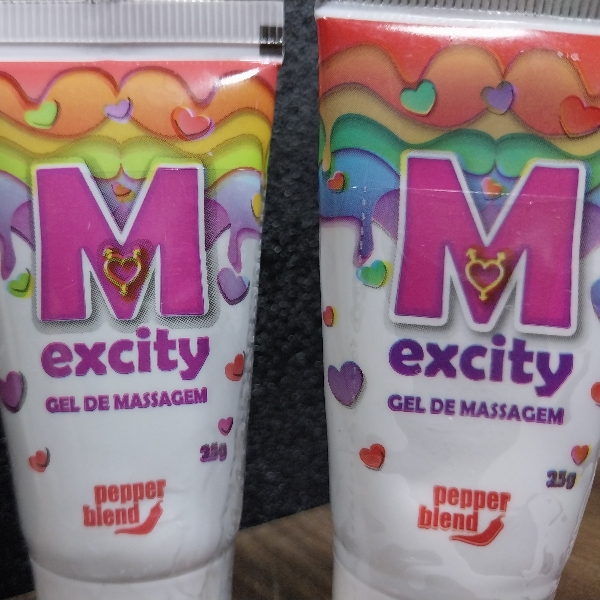 M
excity
GEL DE MASSAGEM
25g
pepper
blend
M
excity
GEL DE MASSAGEM
25g
pepper
blend